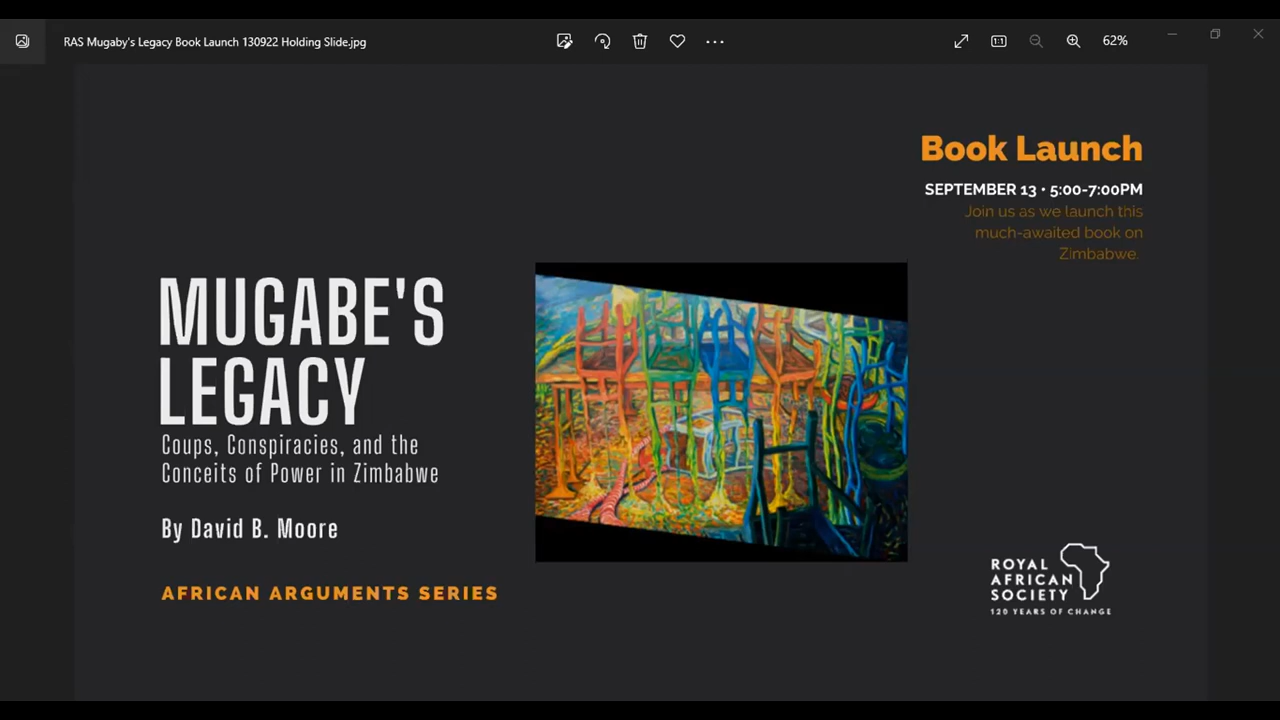 RAS Mugaby's Legacy Book Launch 130922 Holding Slide.jpg
62%
Book Launch
SEPTEMBER 13 • 5:00-7:00PM
Join us as we launch this
much-awaited book on
Zimbabwe.
MUGABE'S
LEGACY
Coups, Conspiracies, and the
Conceits of Power in Zimbabwe
By David B. Moore
AFRICAN ARGUMENTS SERIES
ROYAL
AFRICAN
SOCIETY
120 YEARS OF CHANGE